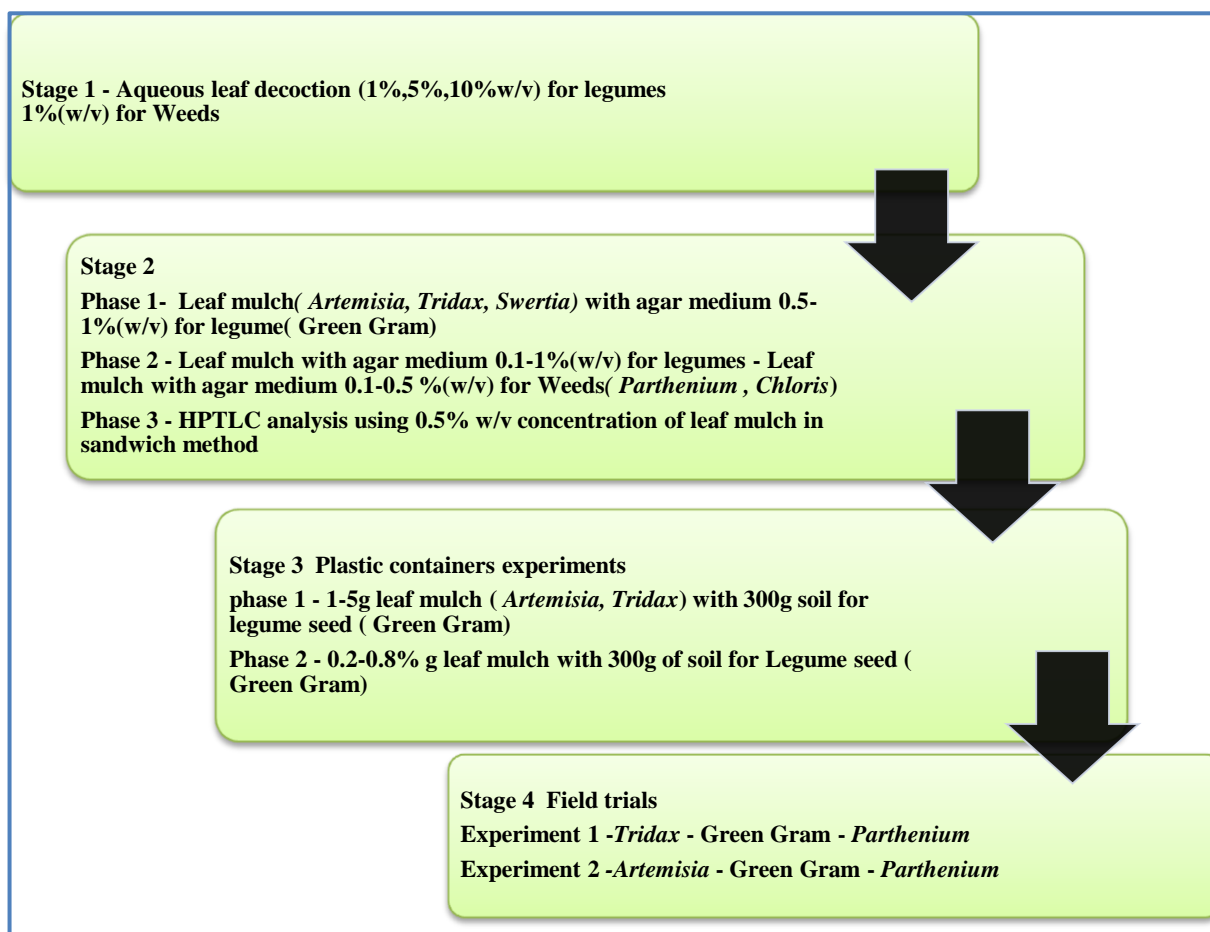 Stage 1 - Aqueous leaf decoction (1%,5%,10%w/v) for legumes
1%(w/v) for Weeds
Stage 2
Phase 1-  Leaf mulch( Artemisia, Tridax, Swertia) with agar medium 0.5-
1%(w/v) for legume( Green Gram)
Phase 2 - Leaf mulch with agar medium 0.1-1%(w/v) for legumes - Leaf
mulch with agar medium 0.1-0.5 %(w/v) for Weeds( Parthenium , Chloris)
Phase 3 - HPTLC analysis using 0.5% w/v concentration of leaf mulch in
sandwich method
Stage 3  Plastic containers experiments
phase 1 - 1-5g leaf mulch ( Artemisia, Tridax) with 300g soil for
legume seed ( Green Gram)
Phase 2 - 0.2-0.8% g leaf mulch with 300g of soil for Legume seed (
Green Gram)
Stage 4  Field trials
Experiment 1 -Tridax - Green Gram - Parthenium
Experiment 2 -Artemisia - Green Gram - Parthenium